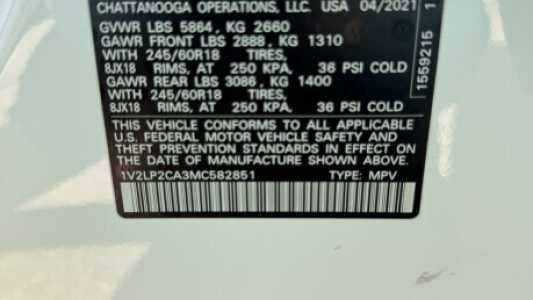 CHATTANOOGA OPERATIONS, LLC. USA 04/2021
GVWR LBS 5864, KG 2660
GAWR FRONT LBS 2888, KG 1310
WITH 245/60R18 TIRES,
8JX18 RIMS, AT 250 KPA, 36 PSI COLD
GAWR REAR LBS 3086, KG 1400
WITH 245/60R18 TIRES,
8JX18 RIMS, AT 250 KPA, 36 PSI COLD
THIS VEHICLE CONFORMS TO ALL APPLICABLE
U.S. FEDERAL MOTOR VEHICLE SAFETY AND
THEFT PREVENTION STANDARDS IN EFFECT ON
THE DATE OF MANUFACTURE SHOWN ABOVE.
1V2LP2CA3MC582851 TYPE: MPV
1559215